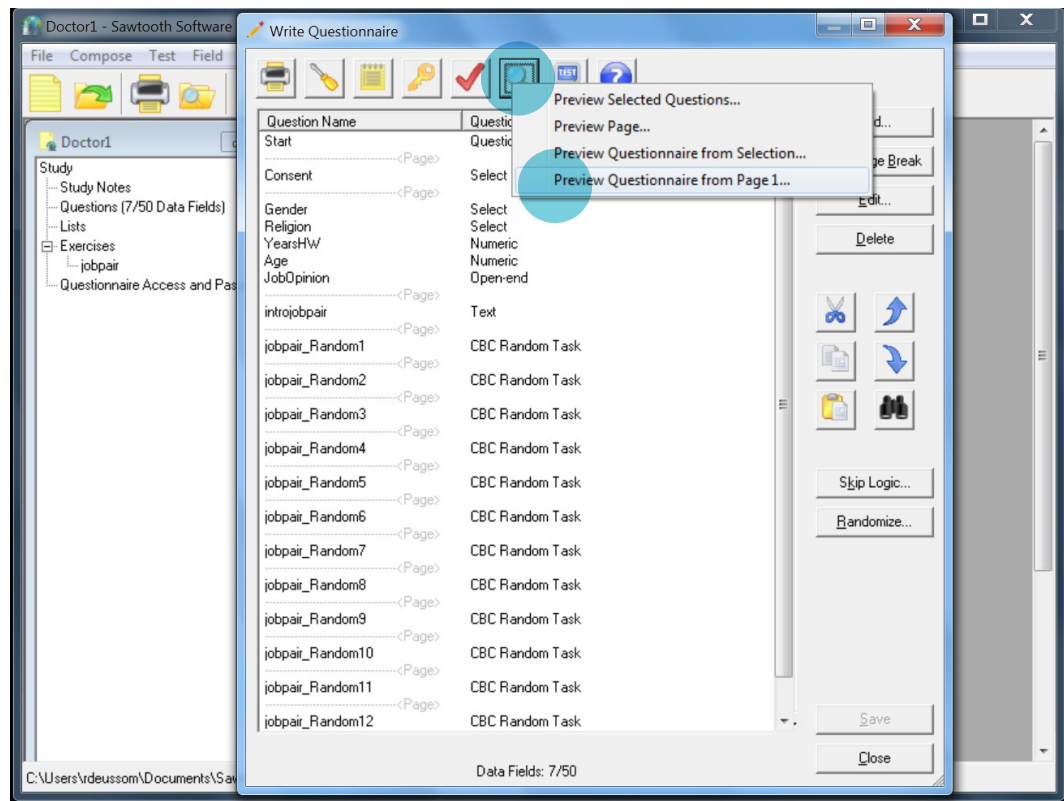 Doctor1 - Sawtooth Software
File Compose Test Field
Doctor1
Study
Study Notes
Questions (7/50 Data Fields)
Lists
Exercises
jobpair
Questionnaire Access and Pas
C:\Users\rdeussom\Documents\Sav
Write Questionnaire
TEST
?
Preview Selected Questions...
Preview Page...
Preview Questionnaire from Selection...
Preview Questionnaire from Page 1...
Question Name
Start
<Page>
Consent Select
<Page>
Gender Select
Religion Select
YearsHW Numeric
Age Numeric
JobOpinion Open-end
<Page>
introjobpair Text
<Page>
jobpair_Random1 CBC Random Task
<Page>
jobpair_Random2 CBC Random Task
<Page>
jobpair_Random3 CBC Random Task
<Page>
jobpair_Random4 CBC Random Task
<Page>
jobpair_Random5 CBC Random Task
<Page>
jobpair_Random6 CBC Random Task
<Page>
jobpair_Random7 CBC Random Task
<Page>
jobpair_Random8 CBC Random Task
<Page>
jobpair_Random9 CBC Random Task
<Page>
jobpair_Random10 CBC Random Task
<Page>
jobpair_Random11 CBC Random Task
<Page>
jobpair_Random12 CBC Random Task
Data Fields: 7/50
d...
ge Break
Edit...
Delete
Skip Logic...
Randomize...
Save
Close